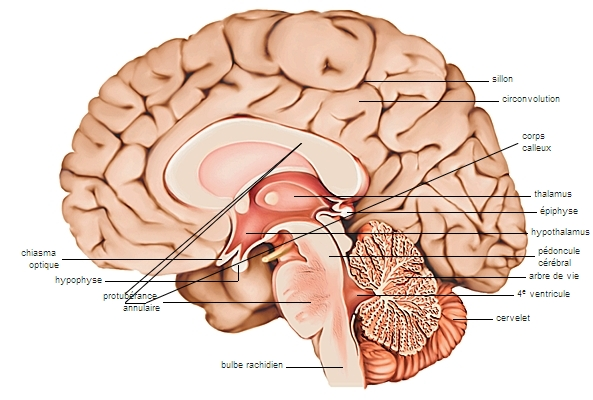 sillon
circonvolution
corps
calleux
thalamus
épiphyse
hypothalamus
chiasma
optique
pédoncule
cérébral
hypophyse
arbre de vie
protubérance
annulaire
4e ventricule
cervelet
bulbe rachidien